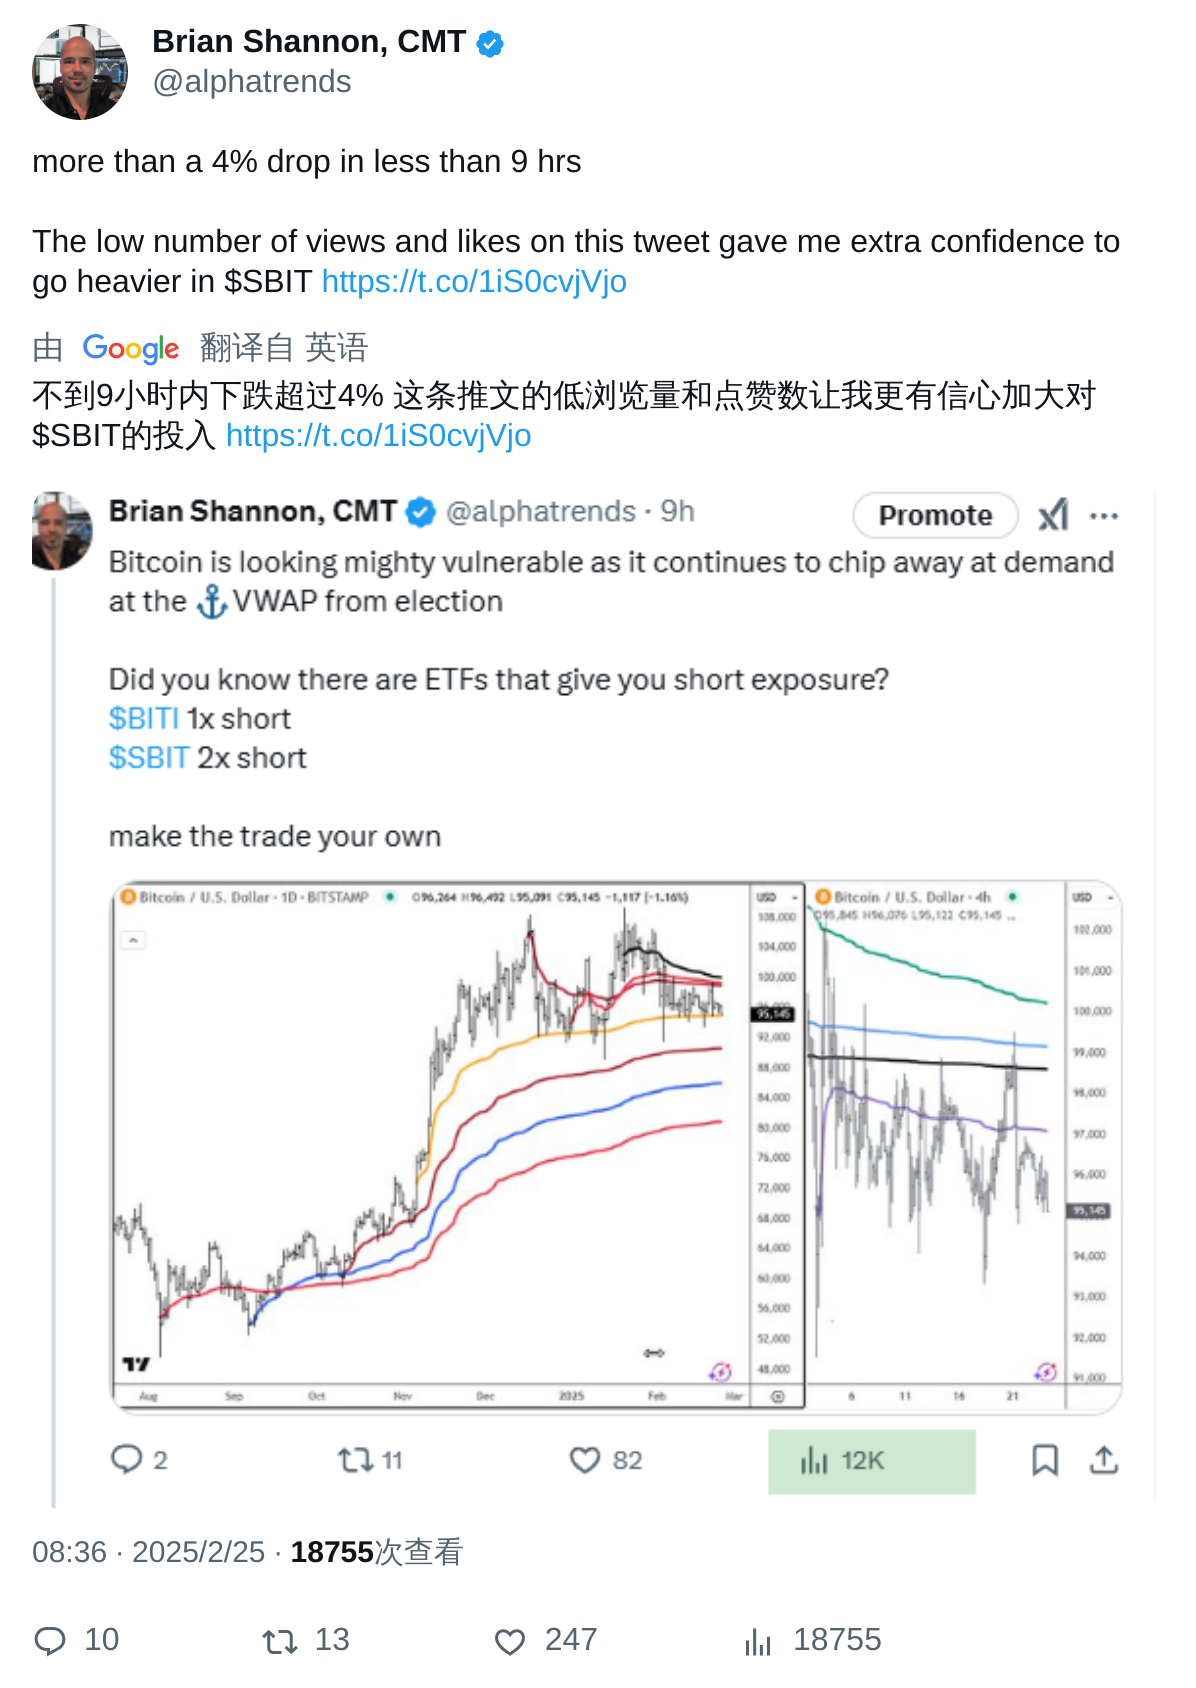 Brian Shannon, CMT
@alphatrends
more than a 4% drop in less than 9 hrs
The low number of views and likes on this tweet gave me extra confidence to
go heavier in $SBIT https://t.co/1iS0cvjVjo
由 Google 翻译自 英语
不到9小时内下跌超过4% 这条推文的低浏览量和点赞数让我更有信心加大对
$SBIT的投入 https://t.co/1iS0cvjVjo
Brian Shannon, CMT @alphatrends · 9h Promote
Bitcoin is looking mighty vulnerable as it continues to chip away at demand
at the ⚓ VWAP from election
Did you know there are ETFs that give you short exposure?
$BITI 1x short
$SBIT 2x short
make the trade your own
Bitcoin / U.S. Dollar · 1D · BITSTAMP O96,264 H96,492 L95,091 C95,145 −1,117 (−1.16%) USD
Bitcoin / U.S. Dollar · 4h USD
O95,845 H96,076 L95,122 C95,145 ...
108,000
104,000
100,000
95,145
92,000
88,000
84,000
80,000
76,000
72,000
68,000
64,000
60,000
56,000
52,000
48,000
102,000
101,000
100,000
99,000
98,000
97,000
96,000
95,145
94,000
93,000
92,000
91,000
Aug Sep Oct Nov Dec 2025 Feb Mar
6 11 16 21
2 11 82 12K
08:36 · 2025/2/25 · 18755次查看
10 13 247 18755